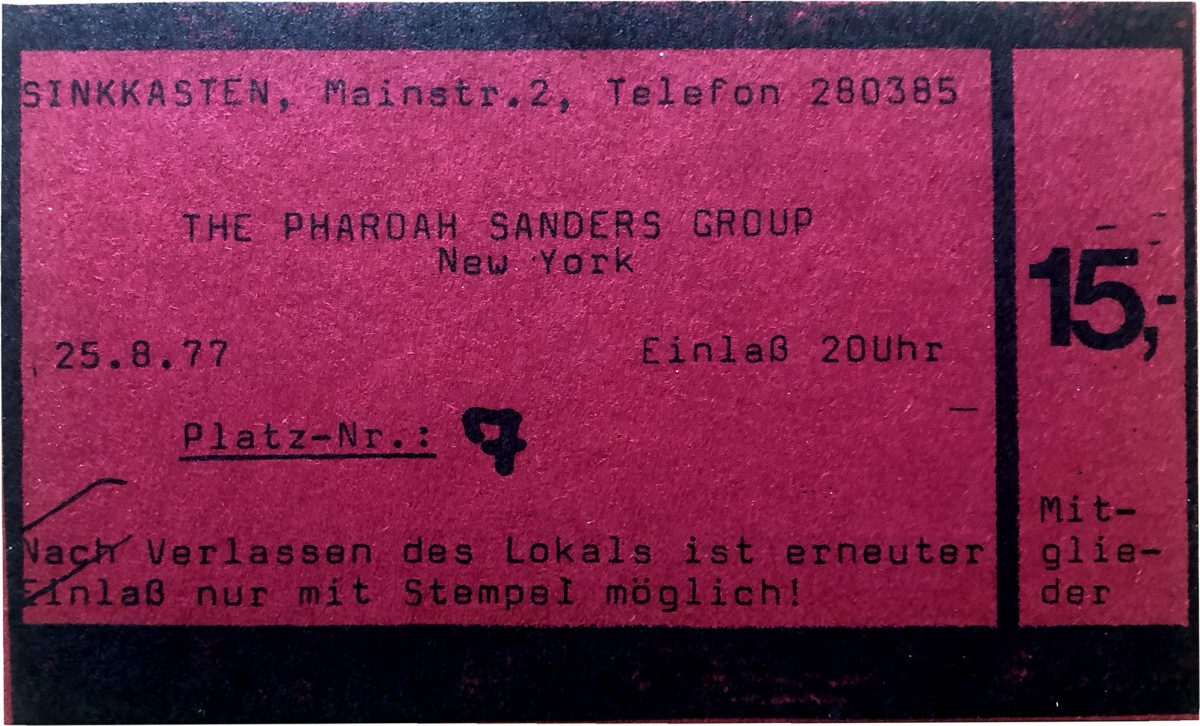 SINKKASTEN, Mainstr.2, Telefon 280385
THE PHAROAH SANDERS GROUP
New York
25.8.77 Einlaß 20Uhr
Platz-Nr.: 7
Nach Verlassen des Lokals ist erneuter
Einlaß nur mit Stempel möglich!
15,-
Mit-
glie-
der